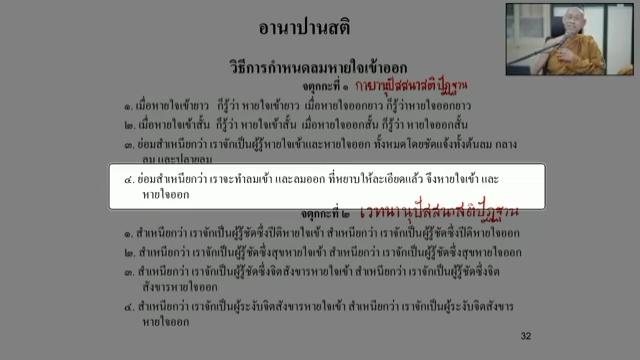 อานาปานสติ
วิธีการกำหนดลมหายใจเข้าออก
จตุกกะที่ ๑ กายานุปัสสนาสติปัฏฐาน
๑. เมื่อหายใจเข้ายาว ก็รู้ว่า หายใจเข้ายาว เมื่อหายใจออกยาว ก็รู้ว่าหายใจออกยาว
๒. เมื่อหายใจเข้าสั้น ก็รู้ว่า หายใจเข้าสั้น เมื่อหายใจออกสั้น ก็รู้ว่า หายใจออกสั้น
๓. ย่อมสำเหนียกว่า เราจักเป็นผู้รู้หายใจเข้าและหายใจออก ทั้งหมดโดยชัดแจ้งทั้งต้นลม กลาง
ลม และปลายลม
๔. ย่อมสำเหนียกว่า เราจะทำลมเข้า และลมออก ที่หยาบให้ละเอียดแล้ว จึงหายใจเข้า และ
หายใจออก
จตุกกะที่ ๒ เวทนานุปัสสนาสติปัฏฐาน
๑. สำเหนียกว่า เราจักเป็นผู้รู้ชัดซึ่งปีติหายใจเข้า สำเหนียกว่า เราจักเป็นผู้รู้ชัดซึ่งปีติหายใจออก
๒. สำเหนียกว่า เราจักเป็นผู้รู้ชัดซึ่งสุขหายใจเข้า สำเหนียกว่า เราจักเป็นผู้รู้ชัดซึ่งสุขหายใจออก
๓. สำเหนียกว่า เราจักเป็นผู้รู้ชัดซึ่งจิตสังขารหายใจเข้า สำเหนียกว่า เราจักเป็นผู้รู้ชัดซึ่งจิต
สังขารหายใจออก
๔. สำเหนียกว่า เราจักเป็นผู้ระงับจิตสังขารหายใจเข้า สำเหนียกว่า เราจักเป็นผู้ระงับจิตสังขาร
หายใจออก
32